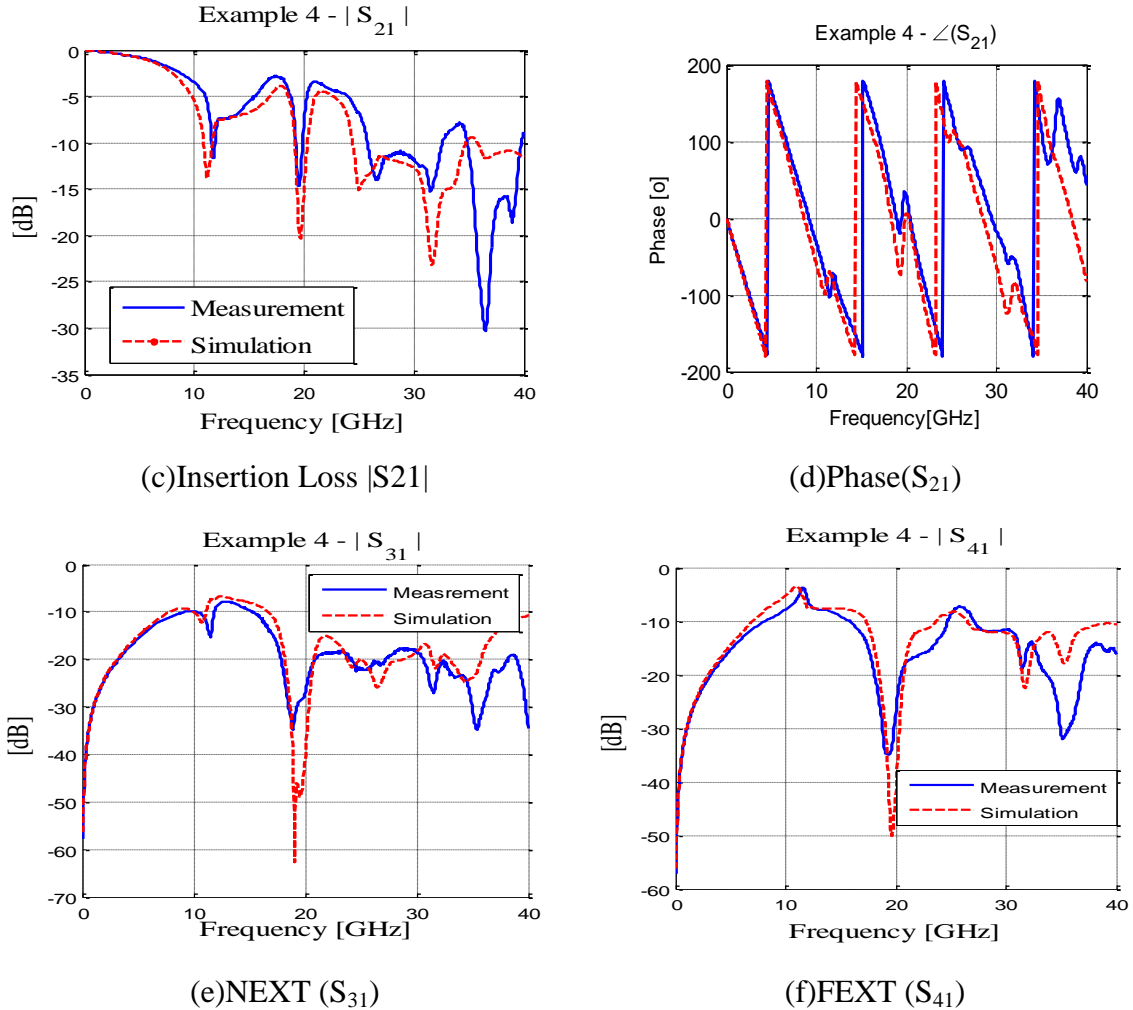 Example 4 - | S21 |
0
-5
-10
-15
-20
-25
-30
-35
[dB]
Measurement
Simulation
0 10 20 30 40
Frequency [GHz]
(c)Insertion Loss |S21|
Example 4 - ∠(S21)
200
100
0
-100
-200
Phase [o]
0 10 20 30 40
Frequency[GHz]
(d)Phase(S21)
Example 4 - | S31 |
0
-10
-20
-30
-40
-50
-60
-70
[dB]
Measrement
Simulation
0 10 20 30 40
Frequency [GHz]
(e)NEXT (S31)
Example 4 - | S41 |
0
-10
-20
-30
-40
-50
-60
[dB]
Measurement
Simulation
0 10 20 30 40
Frequency [GHz]
(f)FEXT (S41)